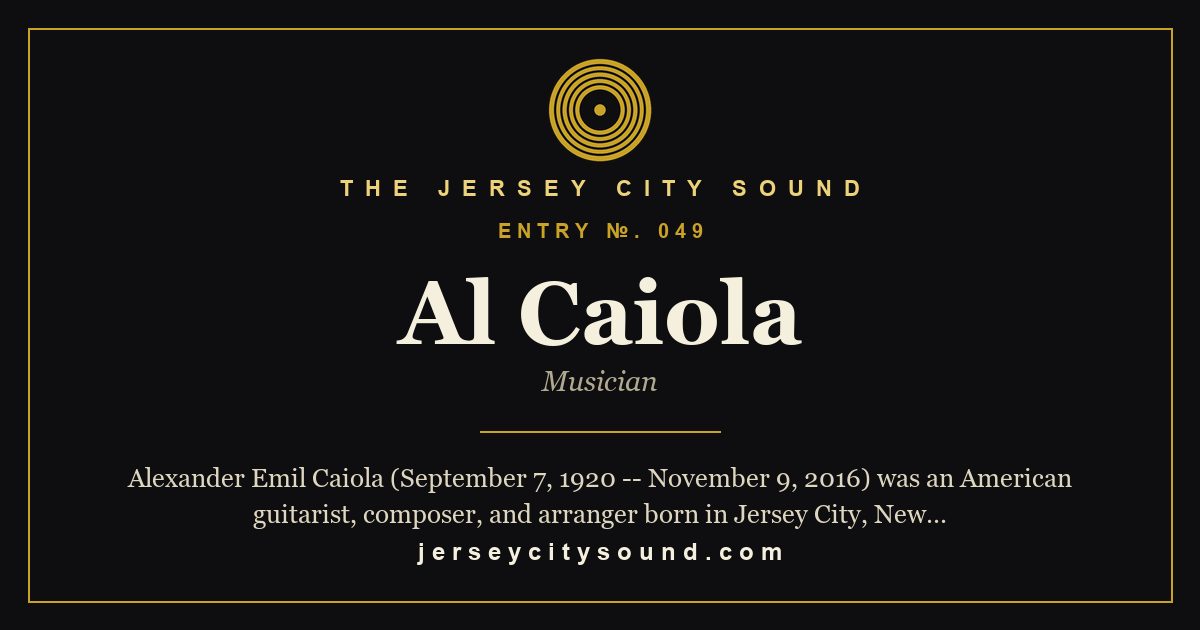 THE JERSEY CITY SOUND
ENTRY №. 049
Al Caiola
Musician
Alexander Emil Caiola (September 7, 1920 -- November 9, 2016) was an American
guitarist, composer, and arranger born in Jersey City, New...
jerseycitysound.com